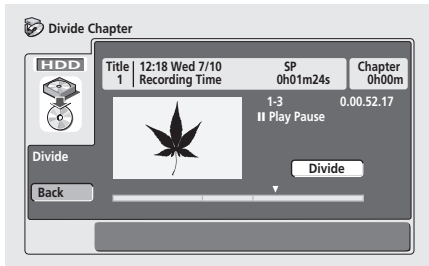 Divide Chapter
HDD
Title 12:18 Wed 7/10 SP Chapter
1 Recording Time 0h01m24s 0h00m
1-3 0.00.52.17
Play Pause
Divide
Divide
Back